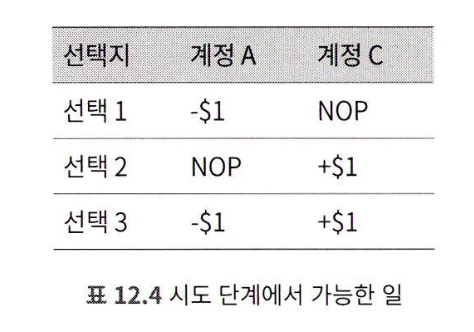 선택지 계정 A 계정 C
선택 1 -$1 NOP
선택 2 NOP +$1
선택 3 -$1 +$1
표 12.4 시도 단계에서 가능한 일